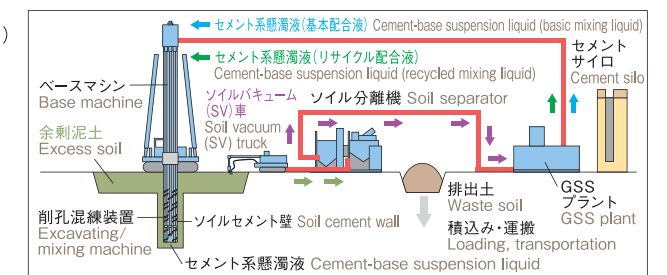 )
セメント系懸濁液(基本配合液) Cement-base suspension liquid (basic mixing liquid)
セメント系懸濁液(リサイクル配合液)
Cement-base suspension liquid (recycled mixing liquid)
セメント
サイロ
Cement silo
ベースマシン
Base machine
ソイルバキューム
(SV)車
Soil vacuum
(SV) truck
ソイル分離機 Soil separator
余剰泥土
Excess soil
削孔混練装置
Excavating/
mixing machine
ソイルセメント壁 Soil cement wall
セメント系懸濁液 Cement-base suspension liquid
排出土
Waste soil
積込み・運搬
Loading, transportation
GSS
プラント
GSS plant